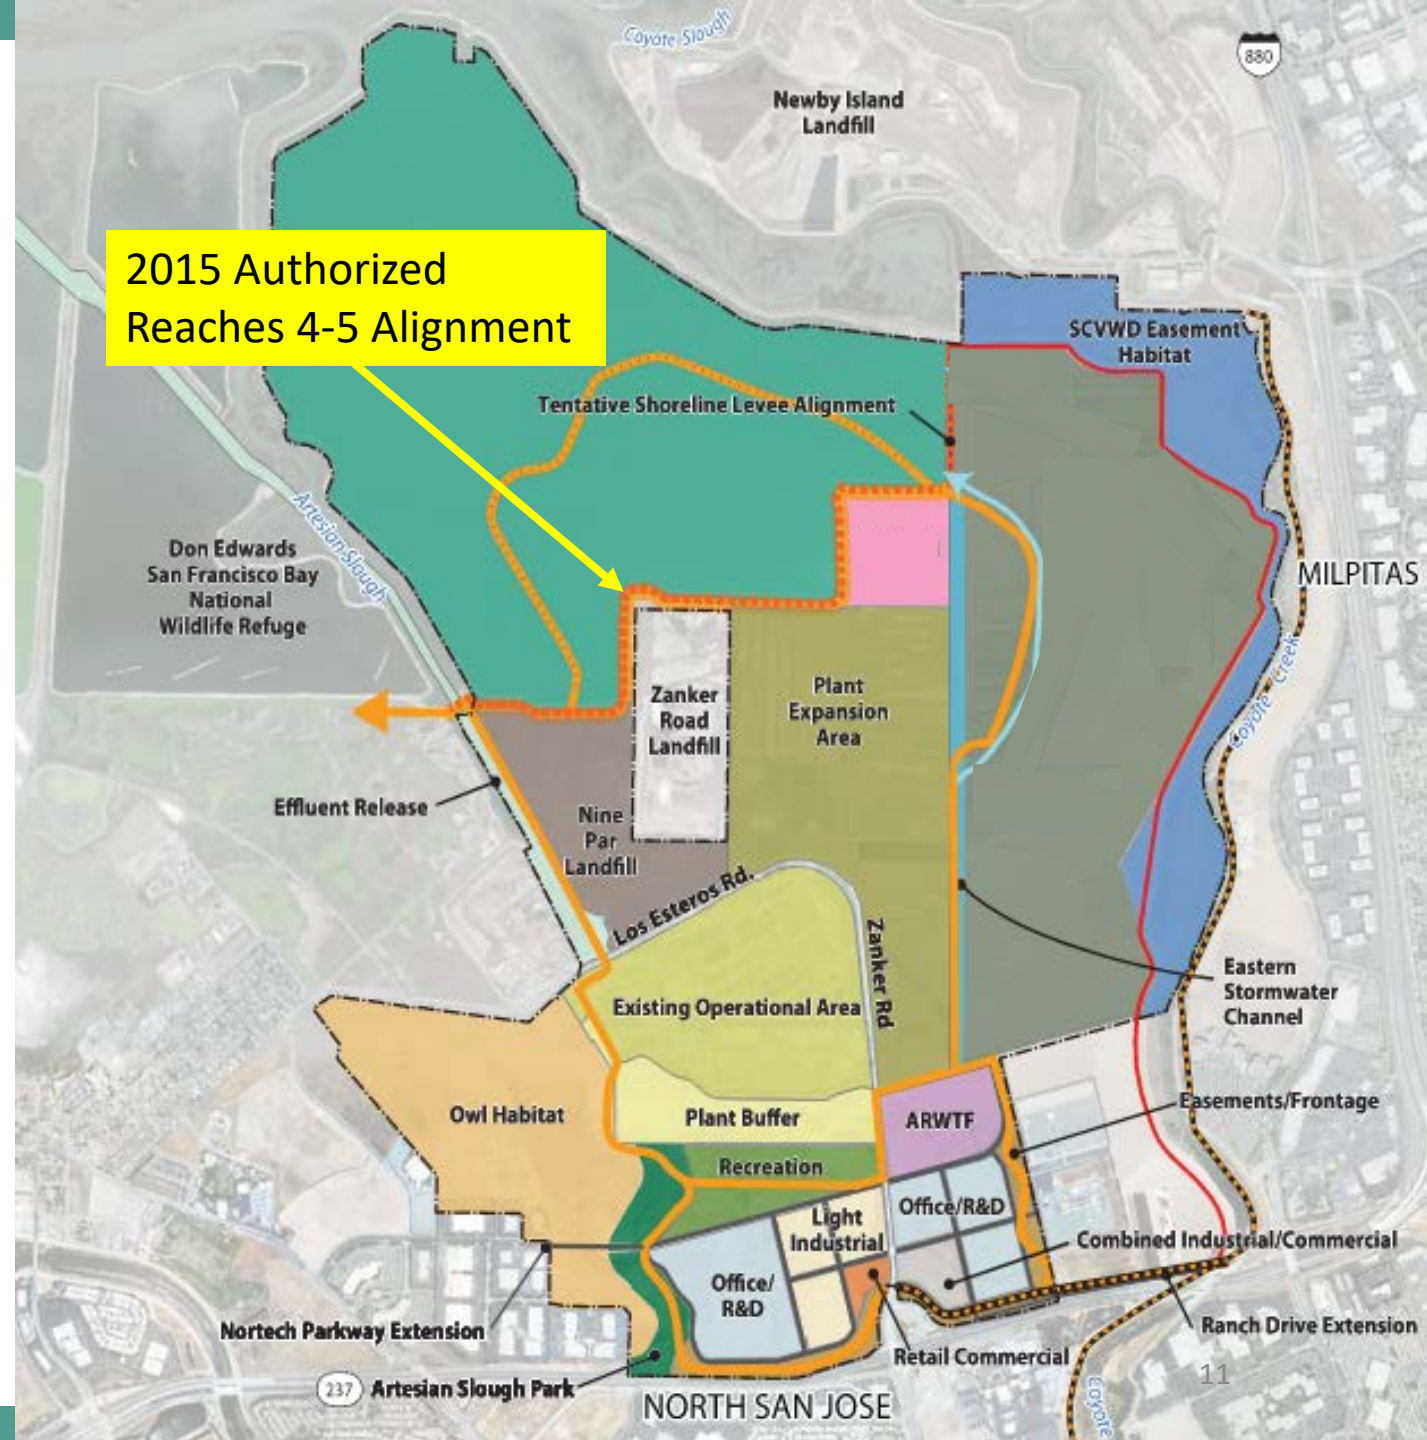 Coyote Slough
880
Newby Island
Landfill
2015 Authorized
Reaches 4-5 Alignment
SCVWD Easement
Habitat
Tentative Shoreline Levee Alignment
Artesian Slough
Don Edwards
San Francisco Bay
National
Wildlife Refuge
MILPITAS
Zanker
Road
Landfill
Plant
Expansion
Area
Coyote Creek
Effluent Release
Nine
Par
Landfill
Los Esteros Rd.
Zanker Rd
Eastern
Stormwater
Channel
Existing Operational Area
Owl Habitat
Plant Buffer
ARWTF
Easements/Frontage
Recreation
Light
Industrial
Office/R&D
Combined Industrial/Commercial
Office/
R&D
Nortech Parkway Extension
Ranch Drive Extension
Retail Commercial
11
237
Artesian Slough Park
NORTH SAN JOSE
Coyote